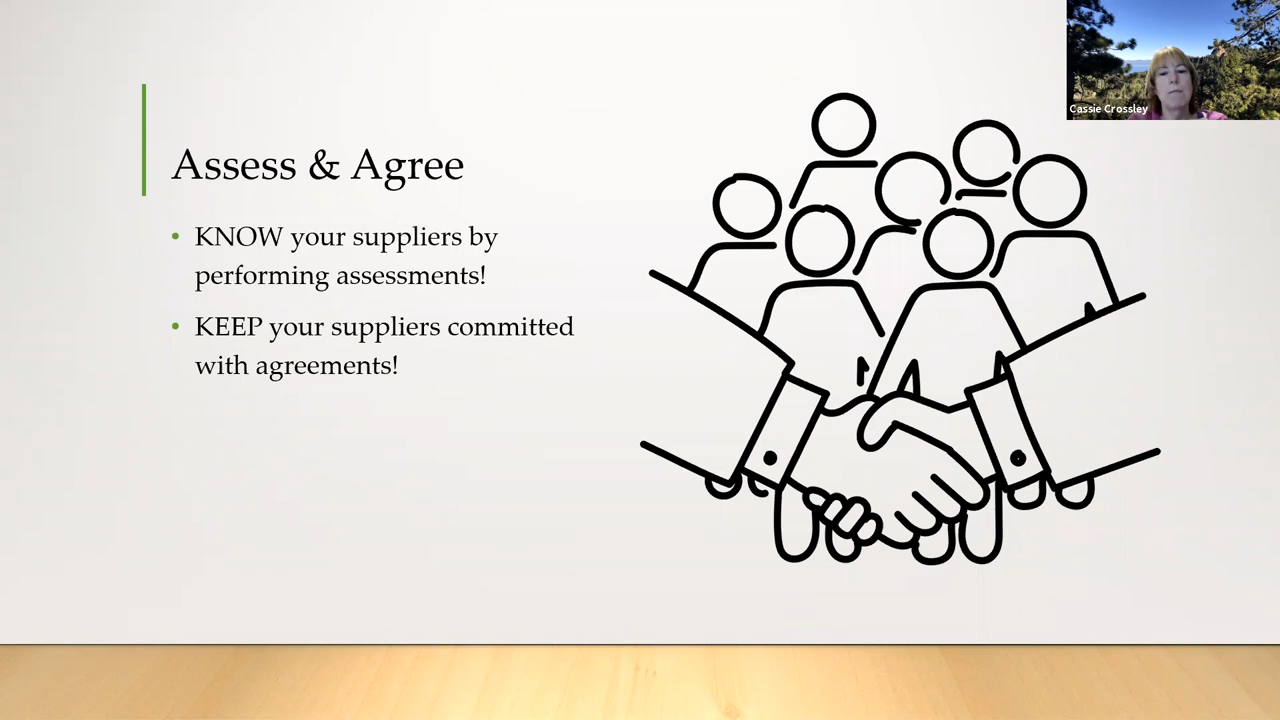 Cassie Crossley
Assess & Agree
• KNOW your suppliers by
performing assessments!
• KEEP your suppliers committed
with agreements!